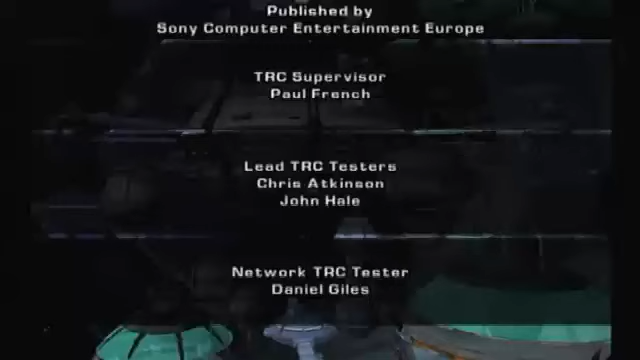 Published by
Sony Computer Entertainment Europe
TRC Supervisor
Paul French
Lead TRC Testers
Chris Atkinson
John Hale
Network TRC Tester
Daniel Giles